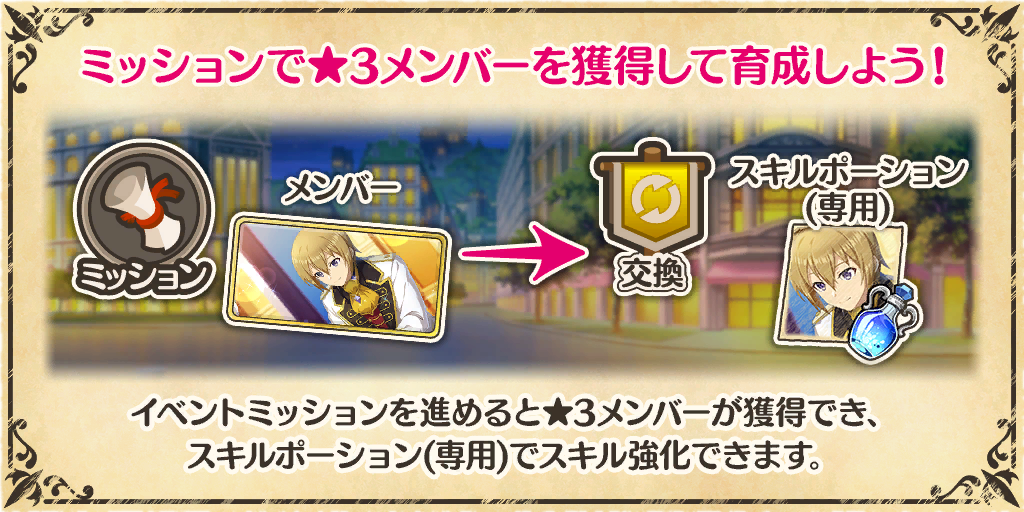 ミッションで★3メンバーを獲得して育成しよう!
ミッション
メンバー
交換
スキルポーション
(専用)
イベントミッションを進めると★3メンバーが獲得でき、
スキルポーション(専用)でスキル強化できます。